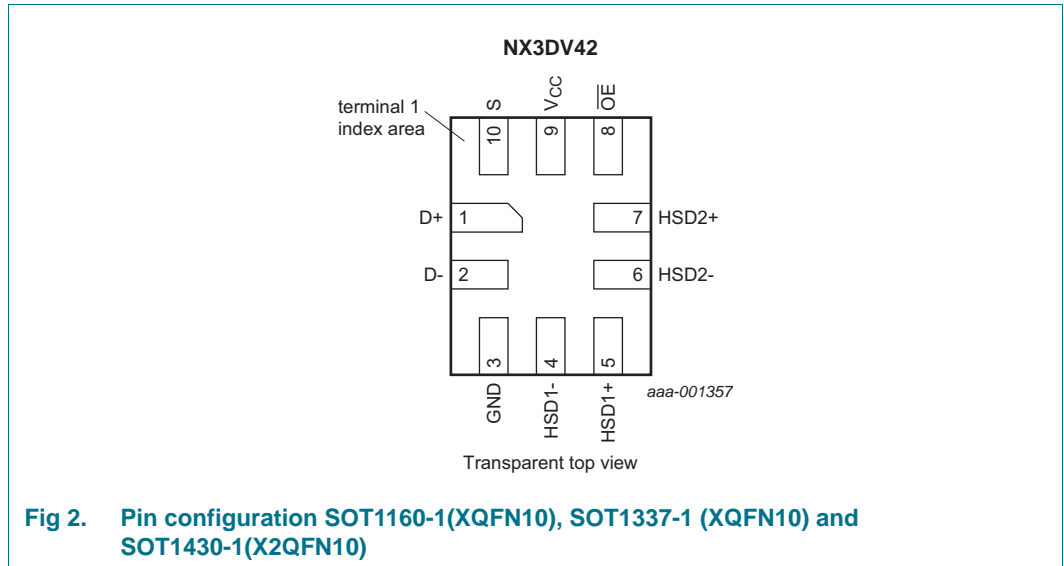 NX3DV42
terminal 1
index area
S
VCC
OE
10
9
8
D+
1
7
HSD2+
D-
2
6
HSD2-
3
4
5
GND
HSD1-
HSD1+
aaa-001357
Transparent top view
Fig 2. Pin configuration SOT1160-1(XQFN10), SOT1337-1 (XQFN10) and
SOT1430-1(X2QFN10)